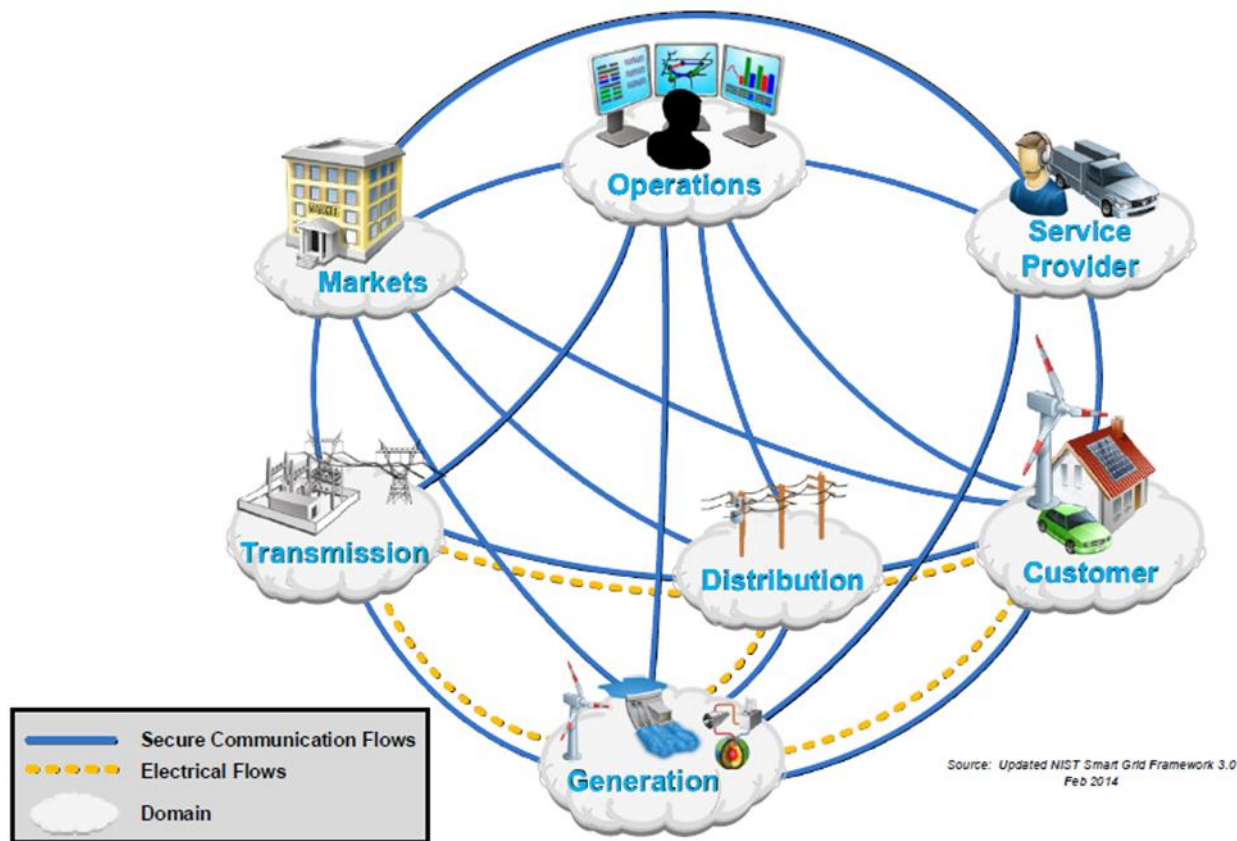 Operations
Service
Provider
Markets
Transmission
Distribution
Customer
Generation
Secure Communication Flows
Electrical Flows
Domain
Source: Updated NIST Smart Grid Framework 3.0
Feb 2014